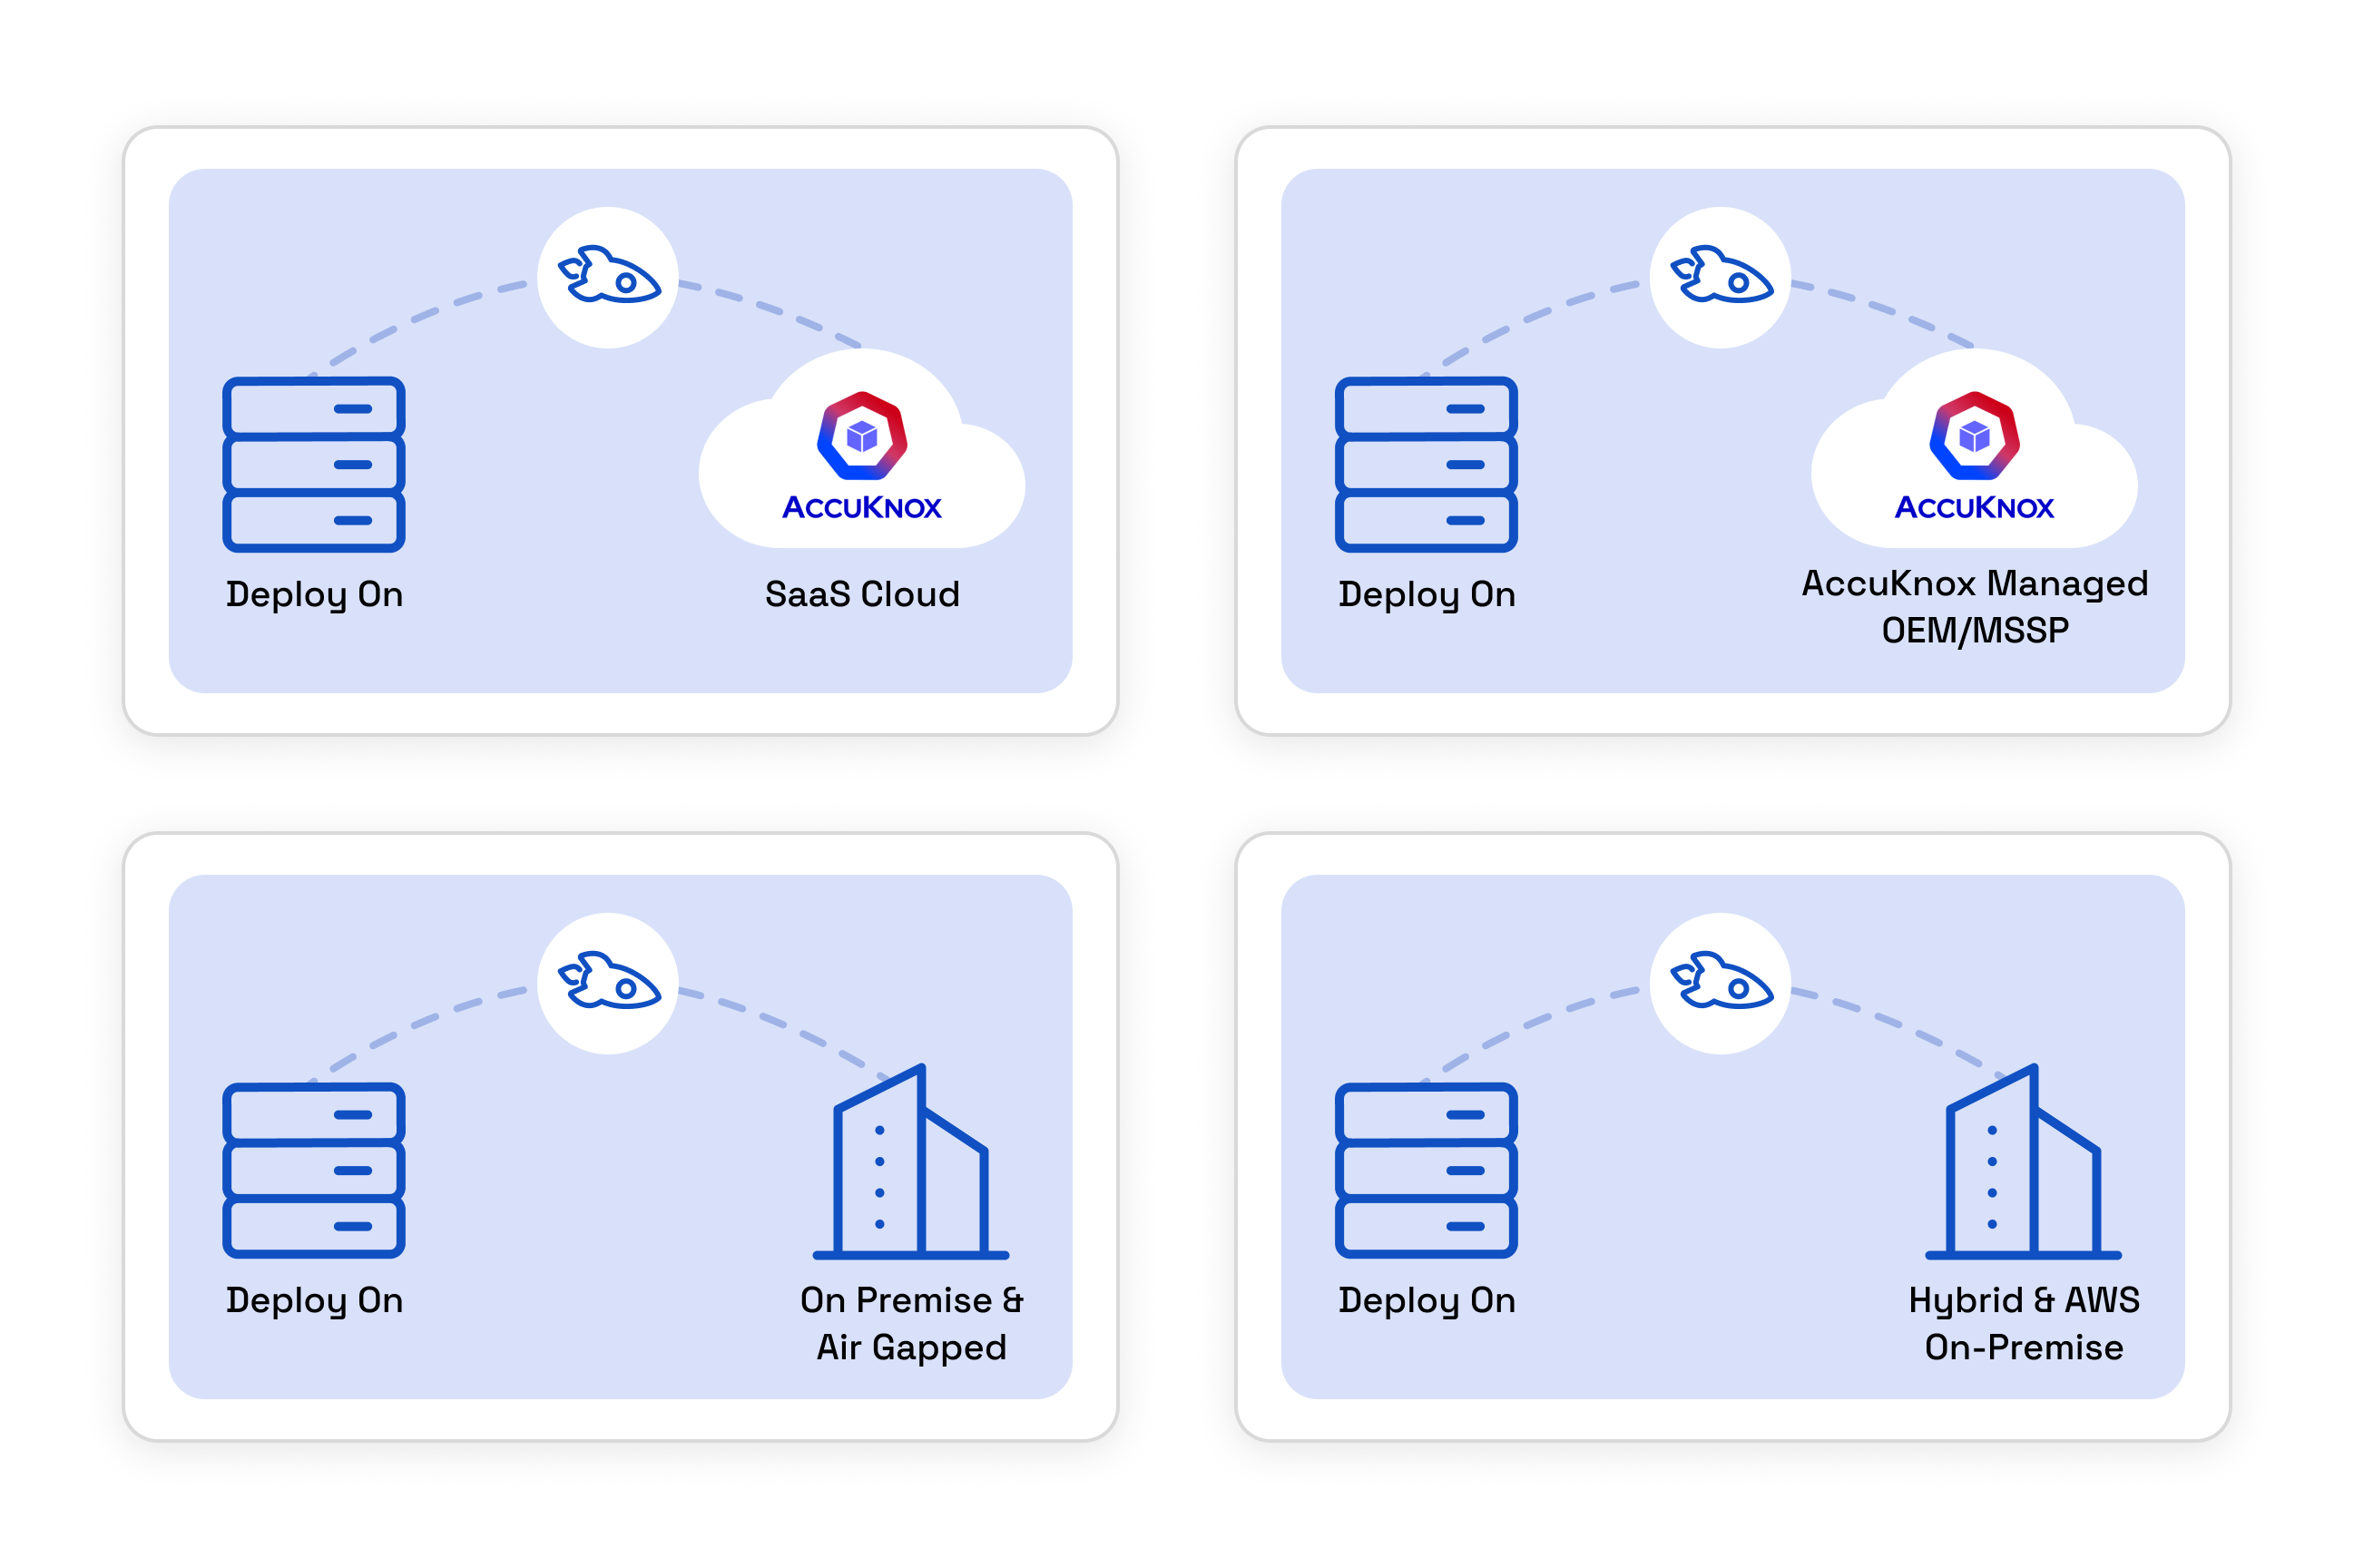 ACCUKNOX
Deploy On
SaaS Cloud
ACCUKNOX
Deploy On
AccuKnox Managed
OEM/MSSP
Deploy On
On Premise &
Air Gapped
Deploy On
Hybrid & AWS
On-Premise